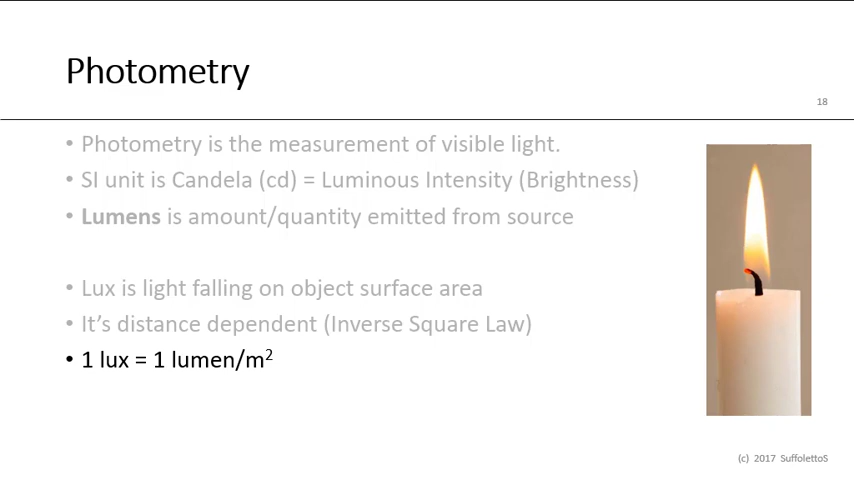 Photometry
18
• Photometry is the measurement of visible light.
• SI unit is Candela (cd) = Luminous Intensity (Brightness)
• Lumens is amount/quantity emitted from source
• Lux is light falling on object surface area
• It’s distance dependent (Inverse Square Law)
• 1 lux = 1 lumen/m²
(c) 2017 SuffolettoS